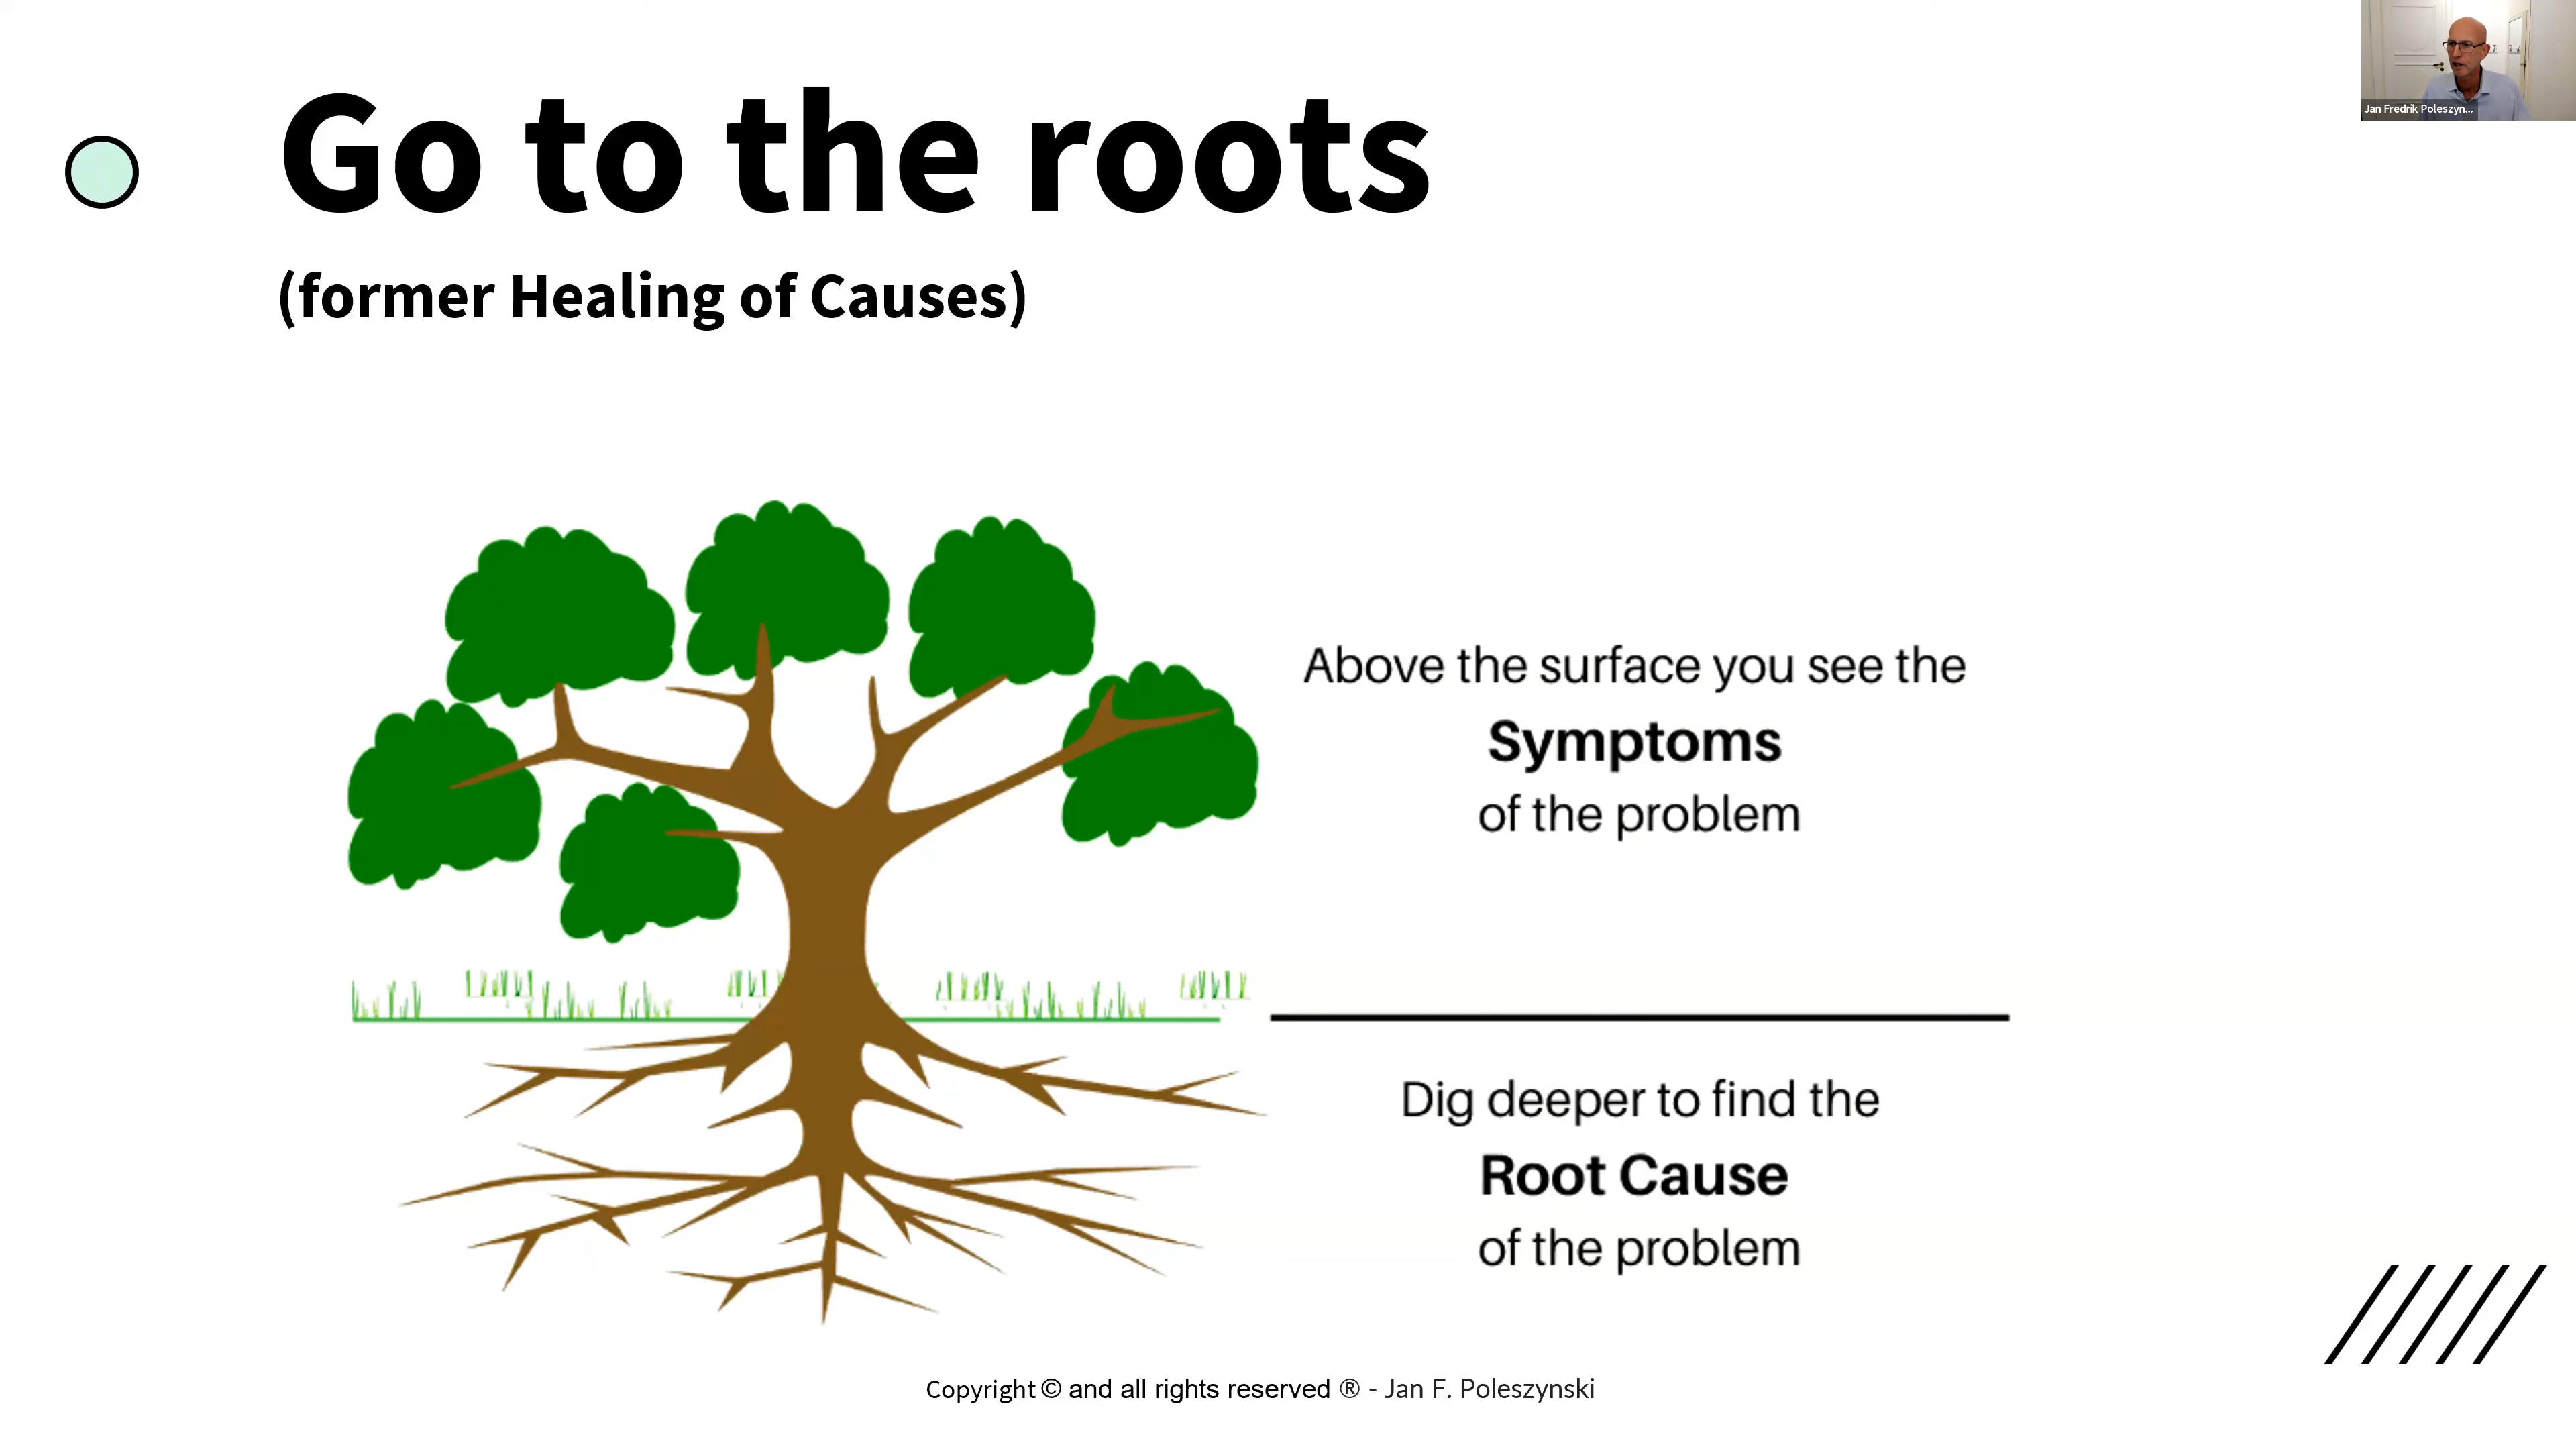 Go to the roots
(former Healing of Causes)
Jan Fredrik Poleszyn...
Above the surface you see the
Symptoms
of the problem
Dig deeper to find the
Root Cause
of the problem
Copyright © and all rights reserved ® - Jan F. Poleszynski